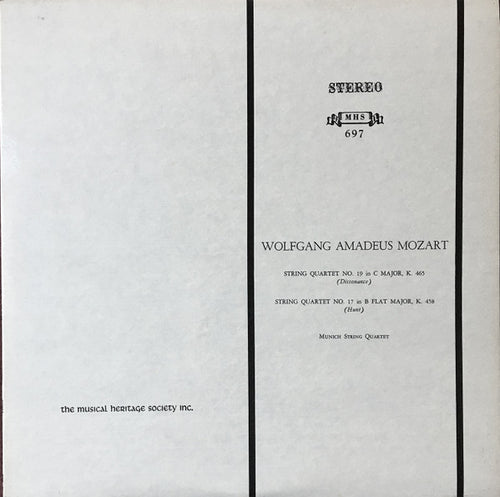 STEREO
MHS
697
WOLFGANG AMADEUS MOZART
STRING QUARTET NO. 19 in C MAJOR, K. 465
(Dissonance)
STRING QUARTET NO. 17 in B FLAT MAJOR, K. 458
(Hunt)
MUNICH STRING QUARTET
the musical heritage society inc.